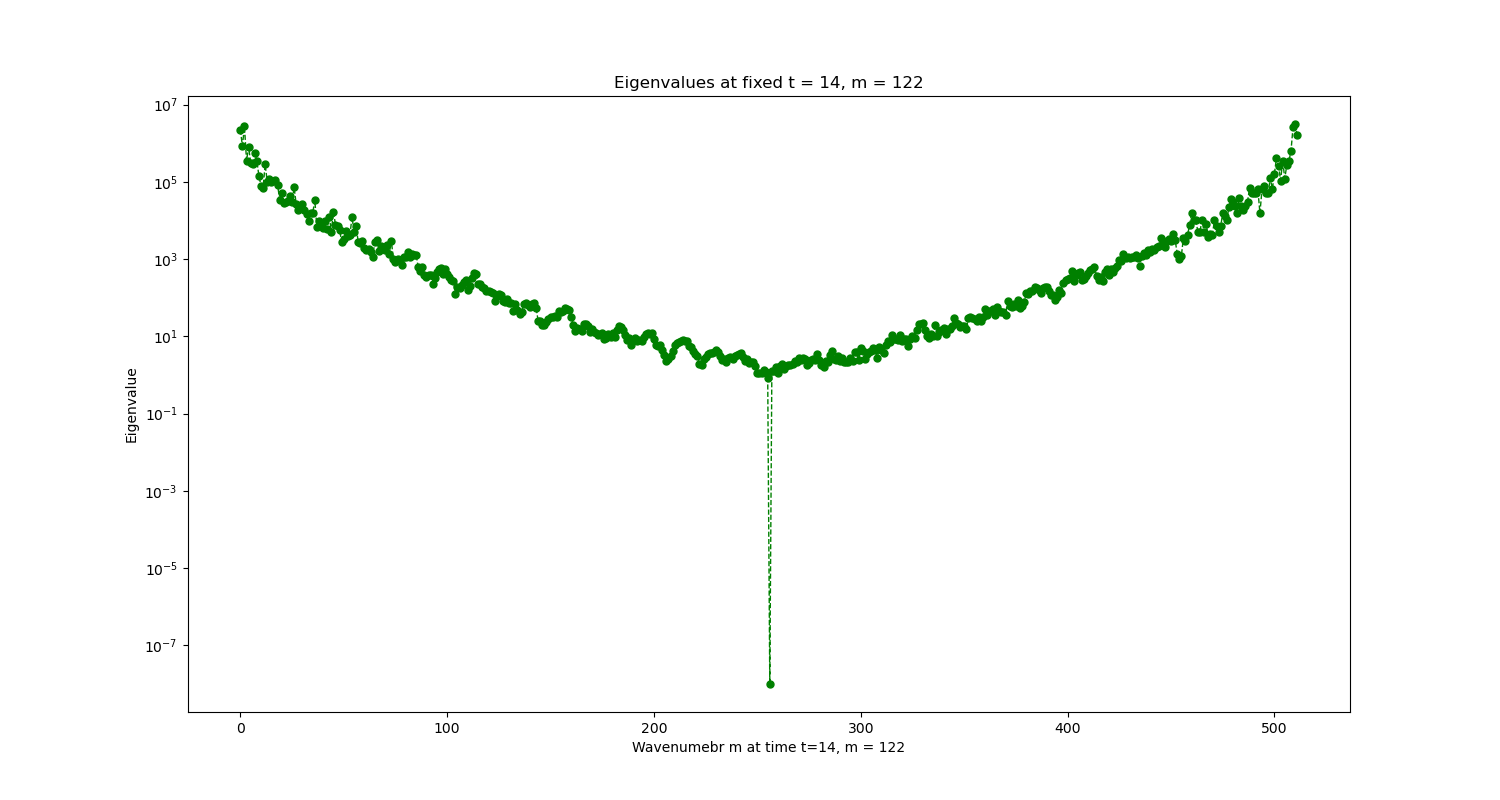 Eigenvalues at fixed t = 14, m = 122
Eigenvalue
10^7
10^5
10^3
10^1
10^-1
10^-3
10^-5
10^-7
0 100 200 300 400 500
Wavenumebr m at time t=14, m = 122